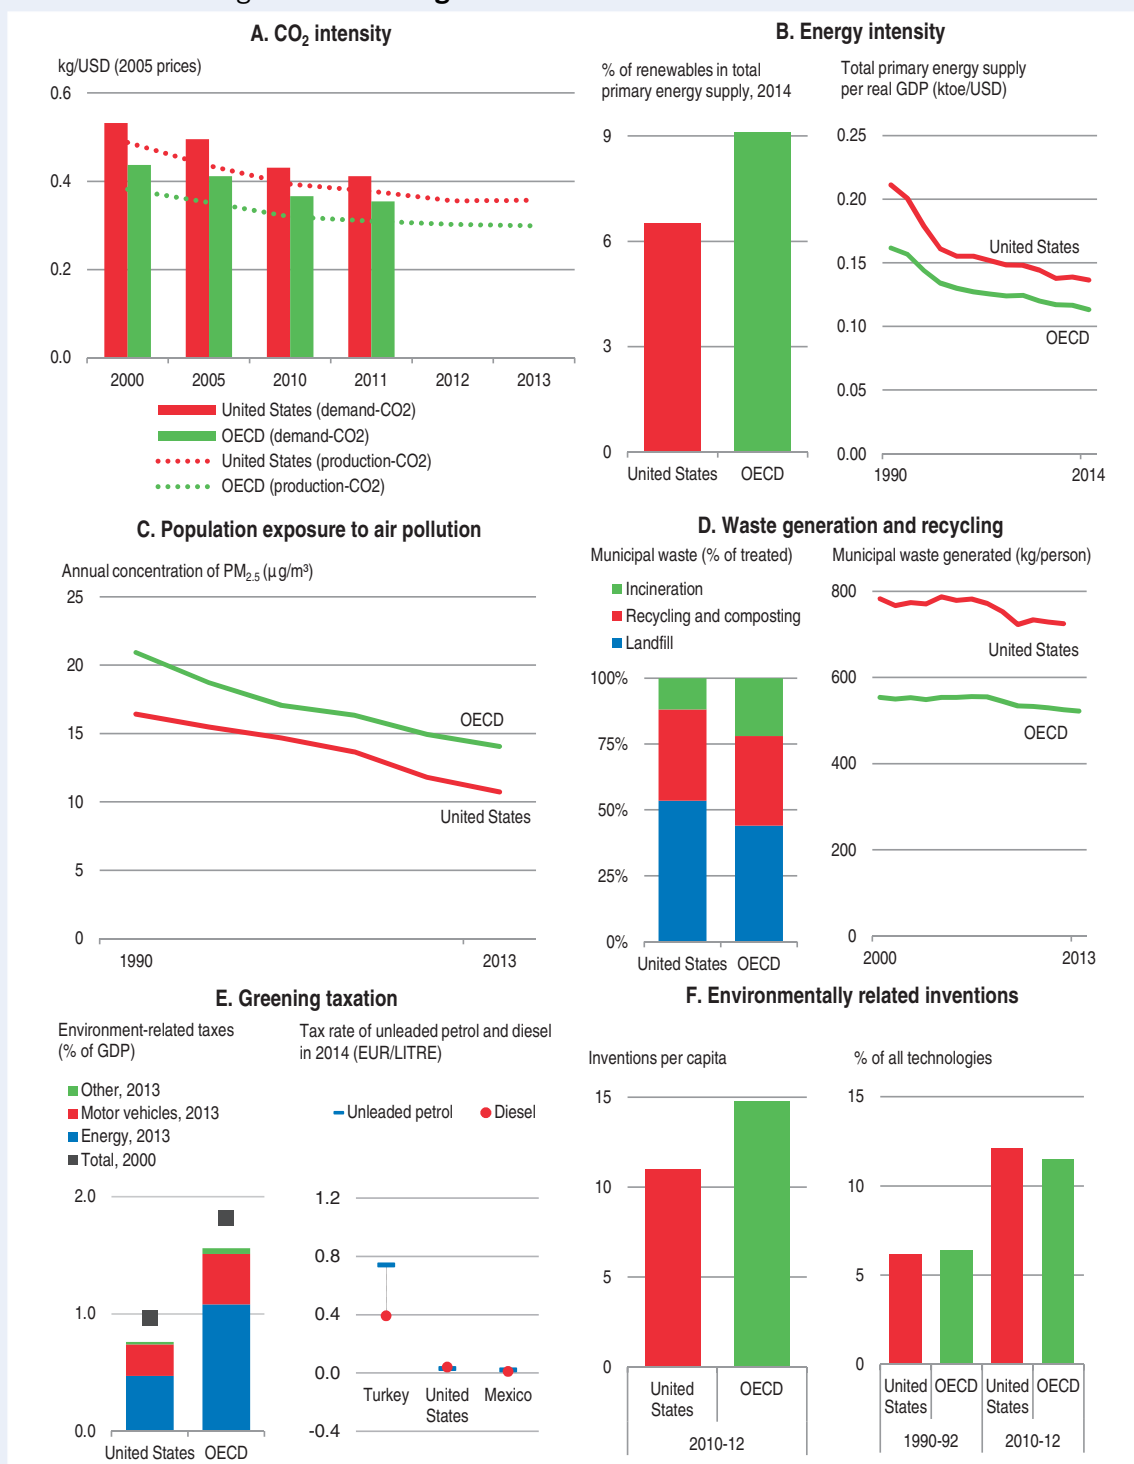 A. CO2 intensity
kg/USD (2005 prices)
0.6
0.4
0.2
0.0
2000 2005 2010 2011 2012 2013
United States (demand-CO2)
OECD (demand-CO2)
United States (production-CO2)
OECD (production-CO2)
B. Energy intensity
% of renewables in total
primary energy supply, 2014
9
6
3
0
United States OECD
Total primary energy supply
per real GDP (ktoe/USD)
0.25
0.20
0.15
0.10
0.05
0.00
United States
OECD
1990 2014
C. Population exposure to air pollution
Annual concentration of PM2.5 (µg/m³)
25
20
15
10
5
0
OECD
United States
1990 2013
D. Waste generation and recycling
Municipal waste (% of treated)
Incineration
Recycling and composting
Landfill
100%
75%
50%
25%
0%
United States OECD
Municipal waste generated (kg/person)
800
600
400
200
0
United States
OECD
2000 2013
E. Greening taxation
Environment-related taxes
(% of GDP)
Other, 2013
Motor vehicles, 2013
Energy, 2013
Total, 2000
2.0
1.0
0.0
United States OECD
Tax rate of unleaded petrol and diesel
in 2014 (EUR/LITRE)
Unleaded petrol Diesel
1.2
0.8
0.4
0.0
-0.4
Turkey United Mexico
States
F. Environmentally related inventions
Inventions per capita
15
10
5
0
United OECD
States
2010-12
% of all technologies
15
10
5
0
United OECD United OECD
States States
1990-92 2010-12